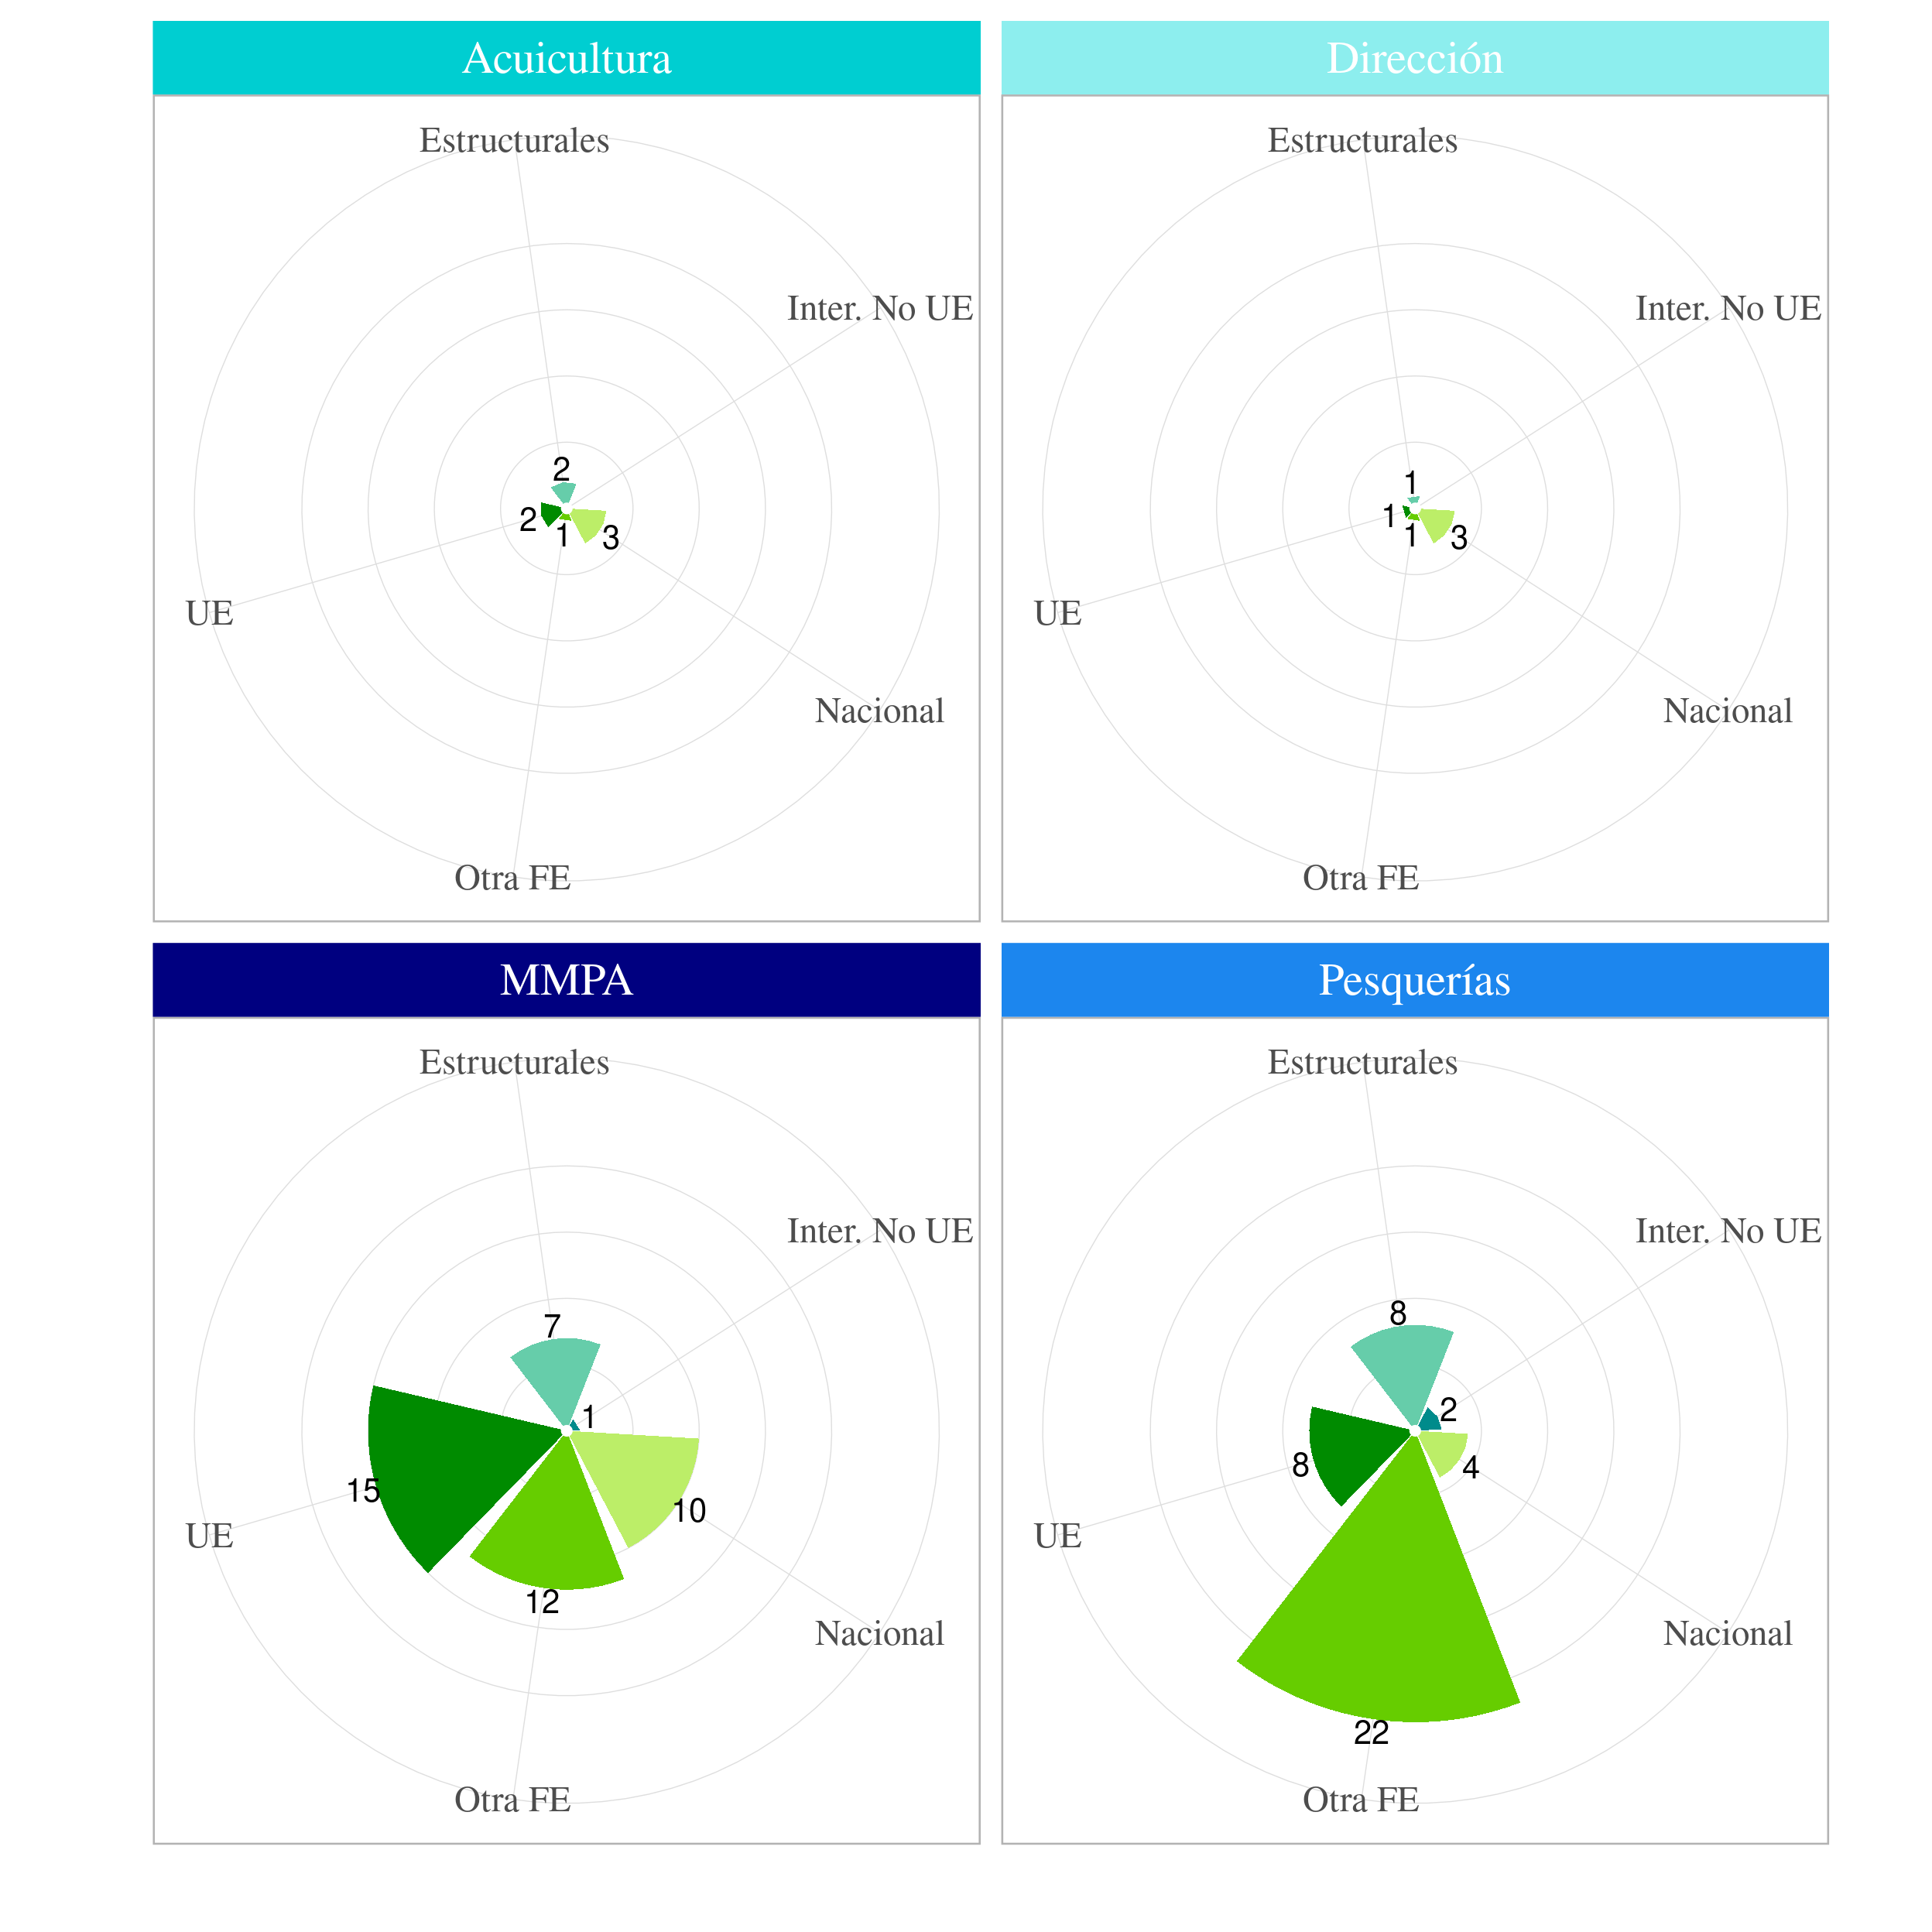 Acuicultura
Estructurales
Inter. No UE
2
2
1
3
UE
Nacional
Otra FE
Dirección
Estructurales
Inter. No UE
1
1
1
3
UE
Nacional
Otra FE
MMPA
Estructurales
Inter. No UE
7
1
15
10
UE
12
Nacional
Otra FE
Pesquerías
Estructurales
Inter. No UE
8
2
8
4
UE
Nacional
22
Otra FE